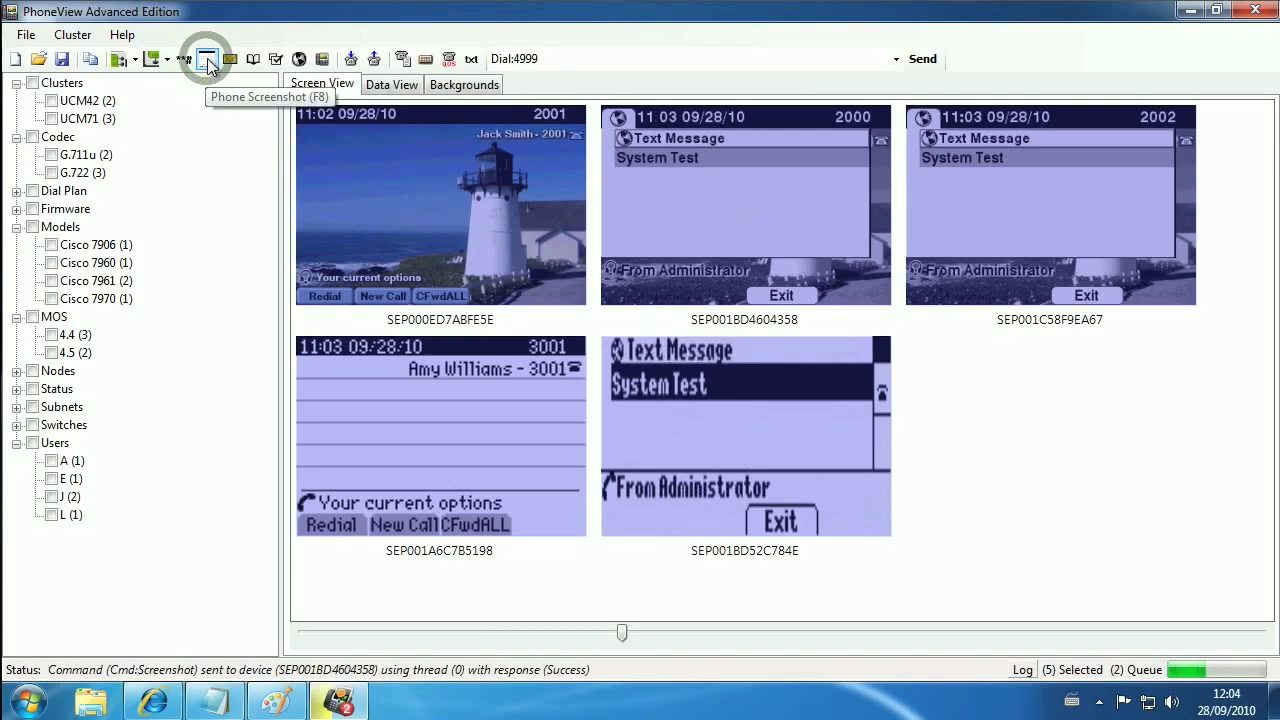 PhoneView Advanced Edition
File Cluster Help
**# QOS txt Dial:4999 Send
Phone Screenshot (F8)
Screen View Data View Backgrounds
Clusters
UCM42 (2)
UCM71 (3)
Codec
G.711u (2)
G.722 (3)
Dial Plan
Firmware
Models
Cisco 7906 (1)
Cisco 7960 (1)
Cisco 7961 (2)
Cisco 7970 (1)
MOS
4.4 (3)
4.5 (2)
Nodes
Status
Subnets
Switches
Users
A (1)
E (1)
J (2)
L (1)
11:02 09/28/10 2001
Jack Smith - 2001
Your current options
Redial New Call CFwdALL
SEP000ED7ABFE5E
11:03 09/28/10 2000
Text Message
System Test
From Administrator
Exit
SEP001BD4604358
11:03 09/28/10 2002
Text Message
System Test
From Administrator
Exit
SEP001C58F9EA67
11:03 09/28/10 3001
Amy Williams - 3001
Your current options
Redial New Call CFwdALL
SEP001A6C7B5198
Text Message
System Test
From Administrator
Exit
SEP001BD52C784E
Status: Command (Cmd:Screenshot) sent to device (SEP001BD4604358) using thread (0) with response (Success) Log (5) Selected (2) Queue
2
12:04
28/09/2010